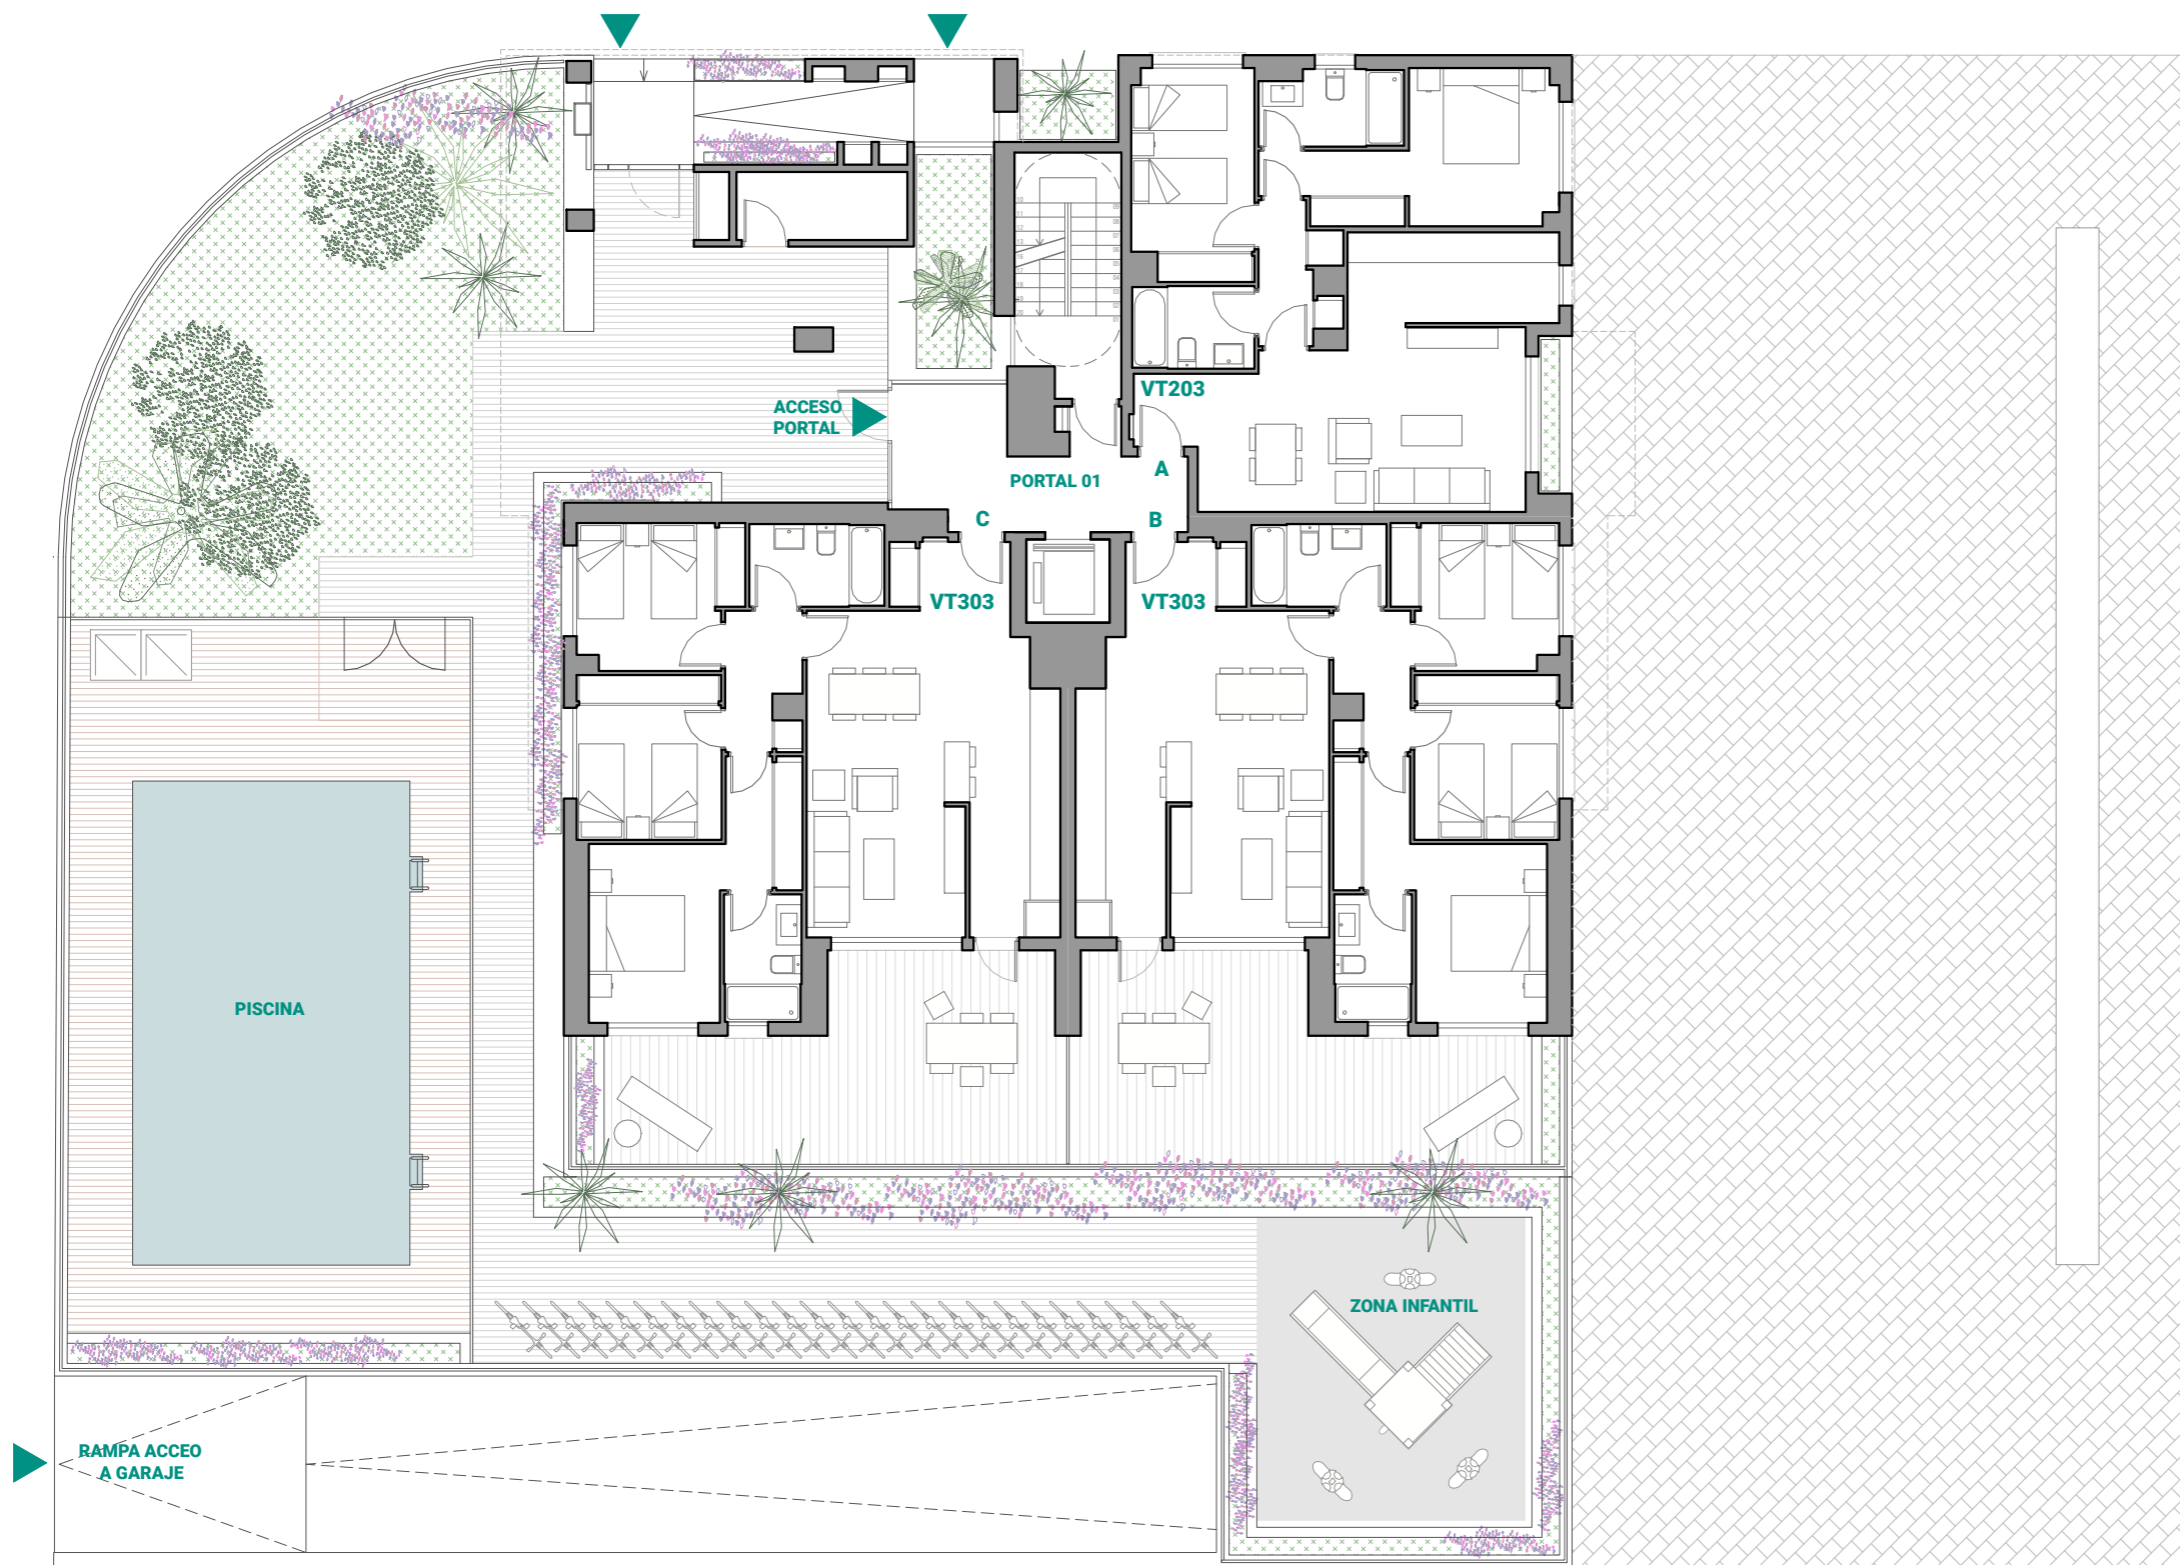 VT203
ACCESO
PORTAL
A
PORTAL 01
C
B
VT303
VT303
PISCINA
ZONA INFANTIL
RAMPA ACCEO
A GARAJE